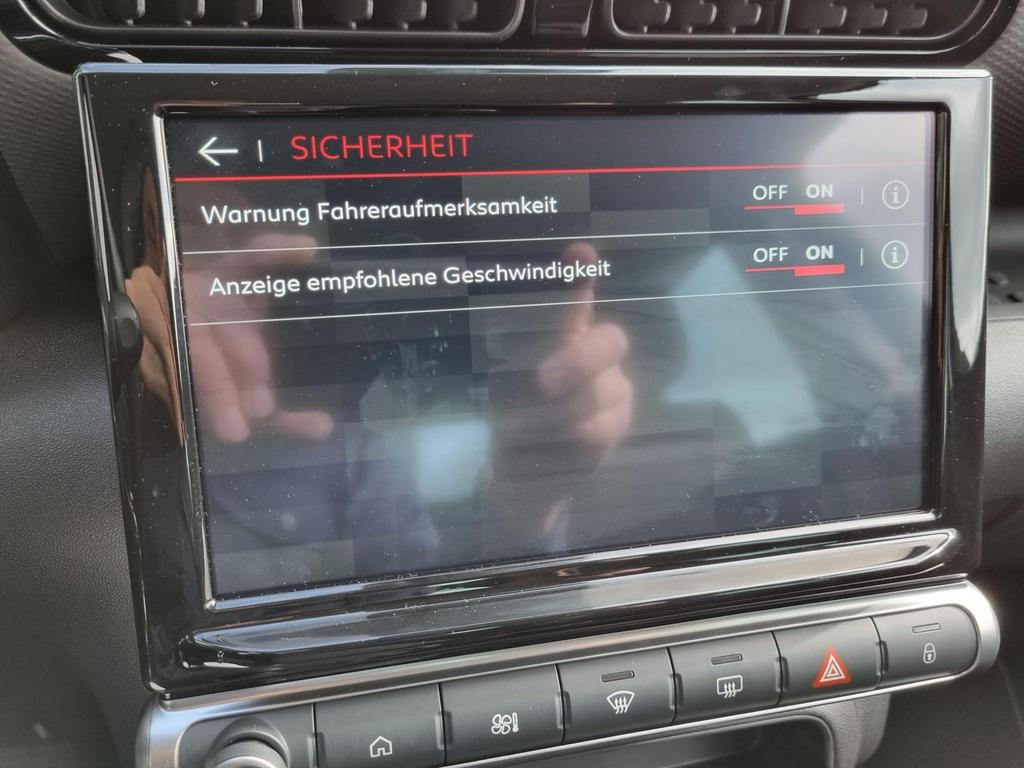 SICHERHEIT
Warnung Fahreraufmerksamkeit OFF ON
Anzeige empfohlene Geschwindigkeit OFF ON